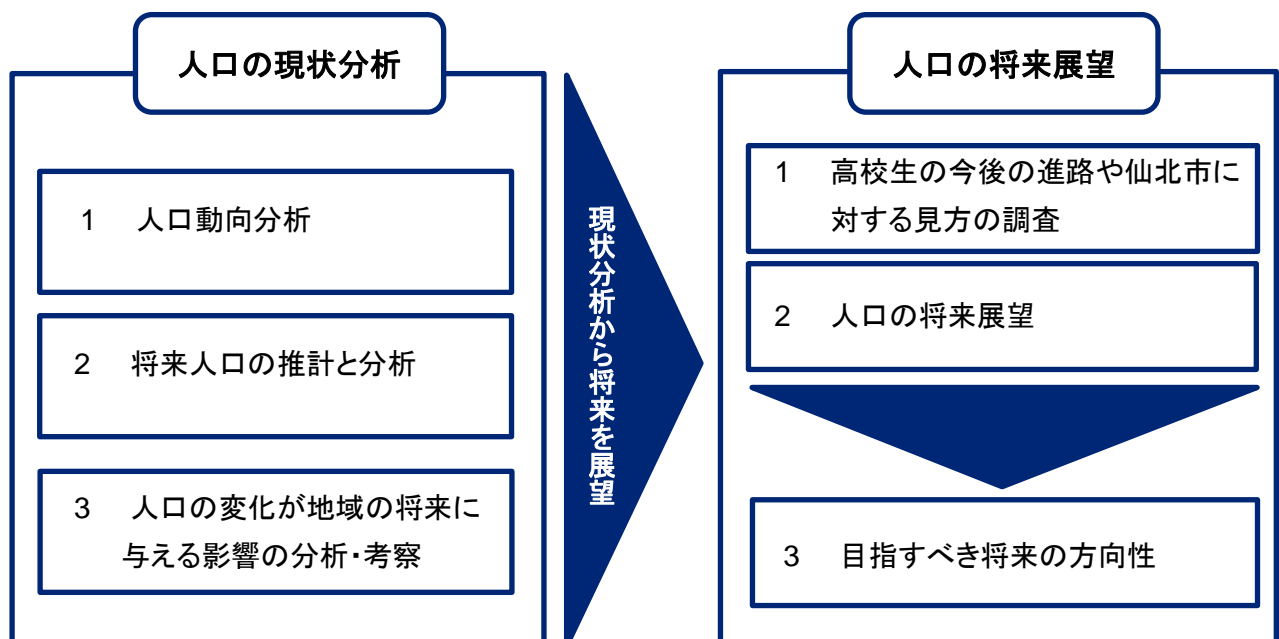 人口の現状分析
1 人口動向分析
2 将来人口の推計と分析
3 人口の変化が地域の将来に
与える影響の分析・考察
現状分析から将来を展望
人口の将来展望
1 高校生の今後の進路や仙北市に
対する見方の調査
2 人口の将来展望
3 目指すべき将来の方向性